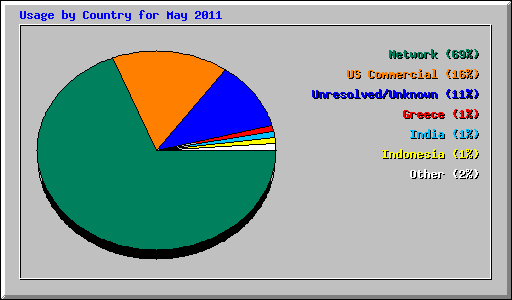 Usage by Country for May 2011
Network (69%)
US Commercial (16%)
Unresolved/Unknown (11%)
Greece (1%)
India (1%)
Indonesia (1%)
Other (2%)